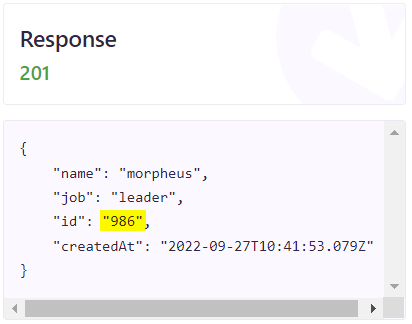 Response
201
{
    "name": "morpheus",
    "job": "leader",
    "id": "986",
    "createdAt": "2022-09-27T10:41:53.079Z"
}